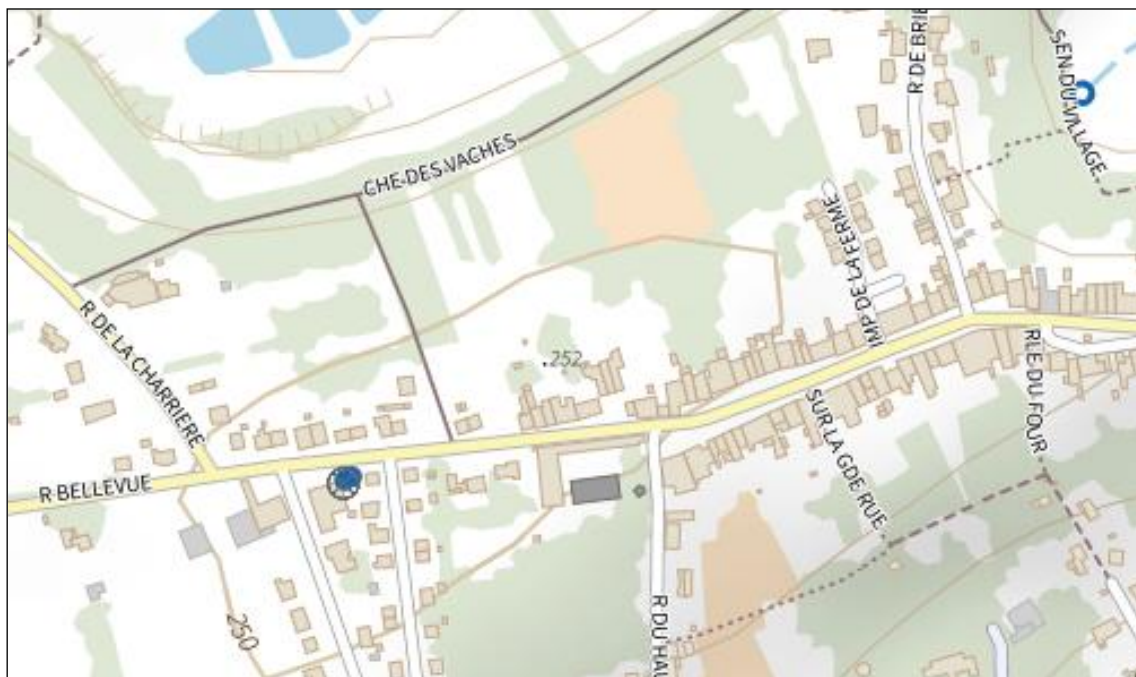 R DE BRIE
SEN DU VILLAGE
CHE DES VACHES
IMP DE LA FERME
R DE LA CHARRIERE
.252
RLE DU FOUR
SUR LA GDE RUE
R BELLEVUE
250
R DU HAU